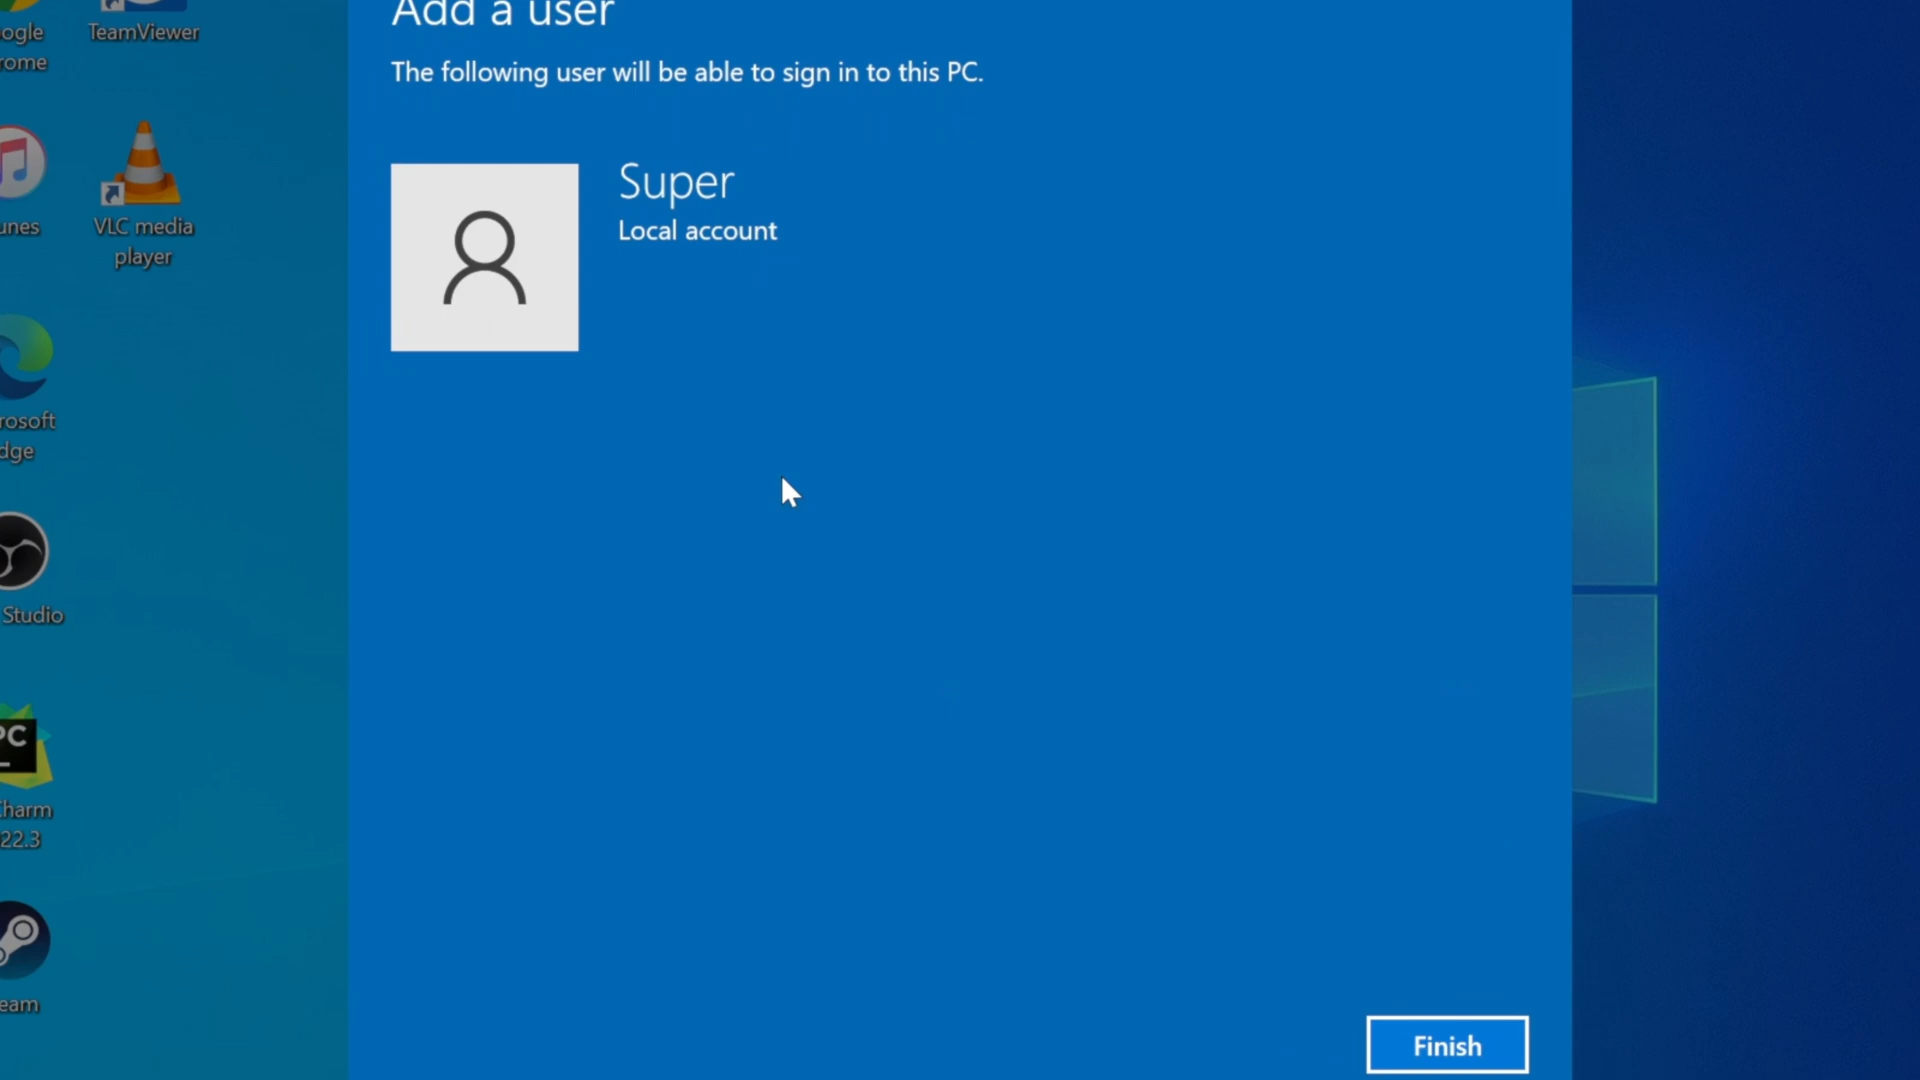 Add a user
The following user will be able to sign in to this PC.
Super
Local account
Finish
ogle
rome
TeamViewer
unes
VLC media
player
rosoft
dge
Studio
PC
harm
22.3
eam